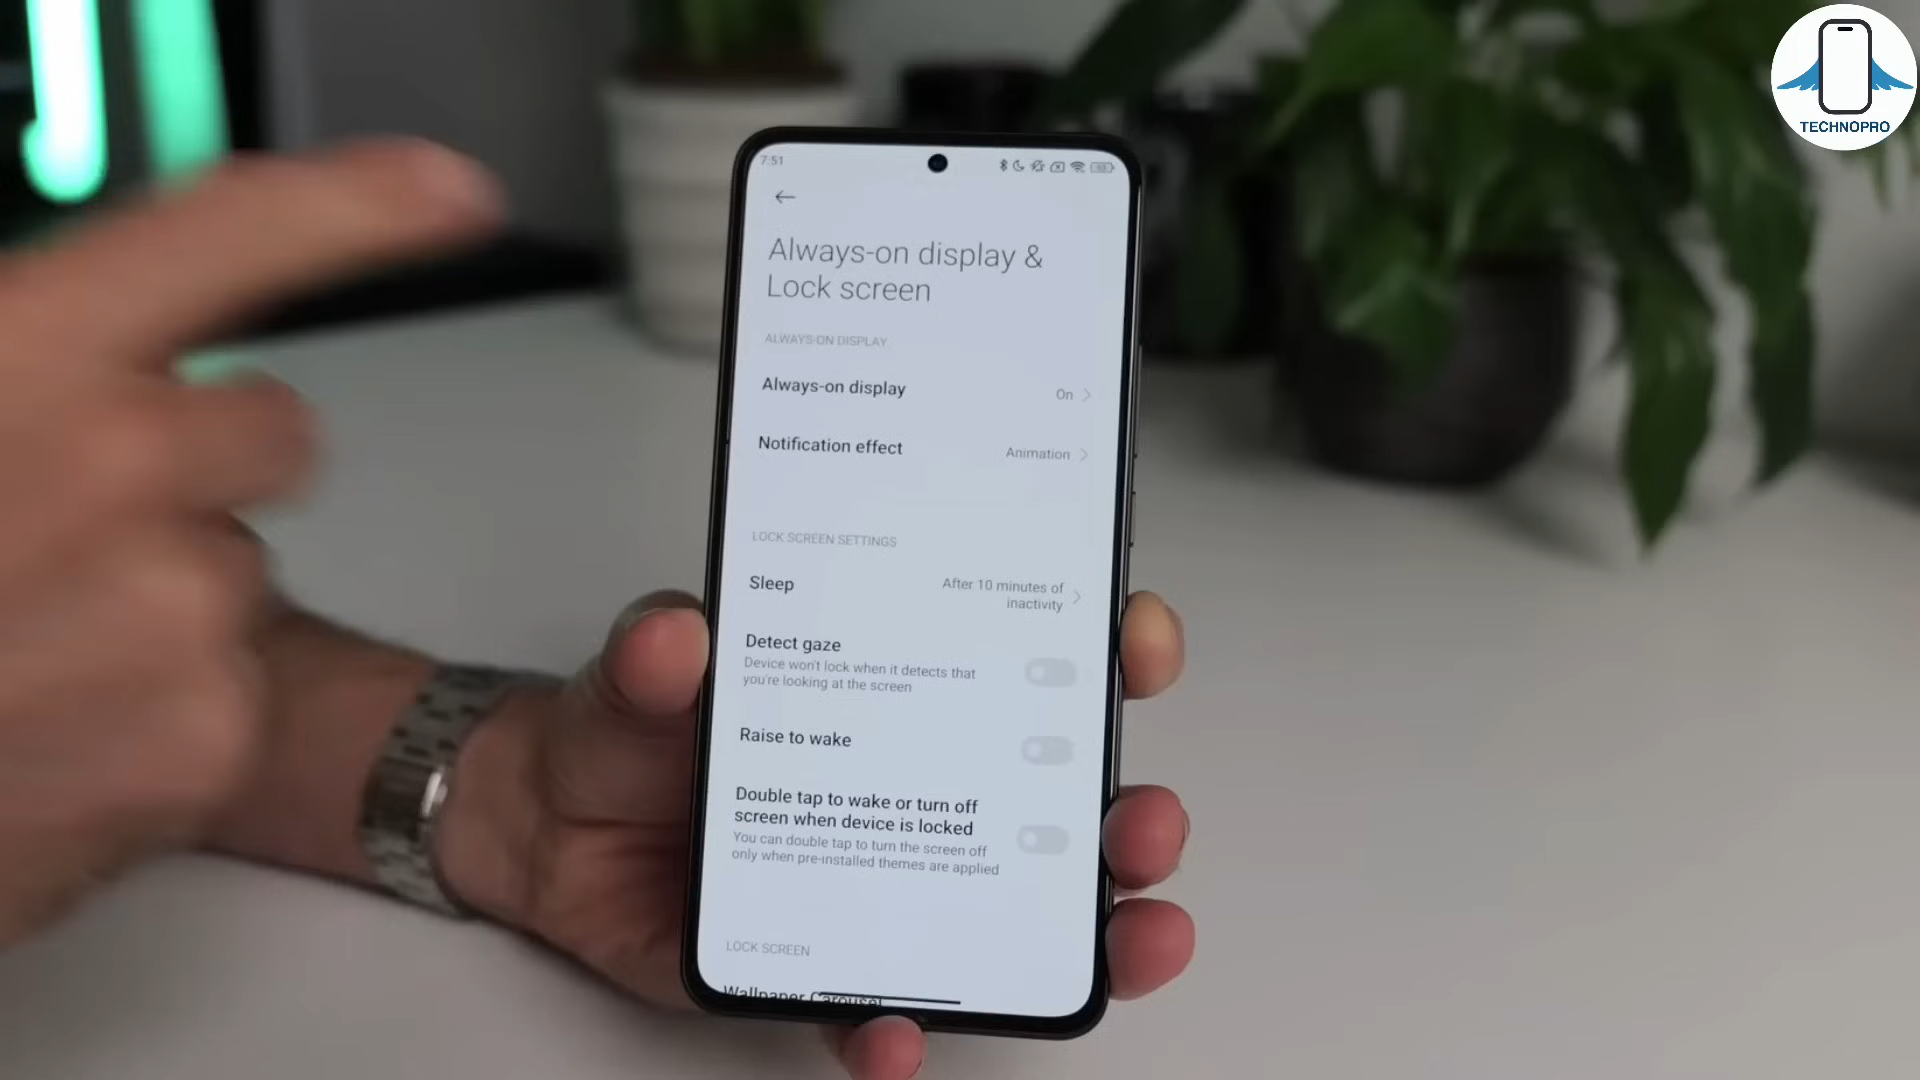 TECHNOPRO
7:51
Always-on display &
Lock screen
ALWAYS-ON DISPLAY
Always-on display
On
Notification effect
Animation
LOCK SCREEN SETTINGS
Sleep
After 10 minutes of
inactivity
Detect gaze
Device won't lock when it detects that
you're looking at the screen
Raise to wake
Double tap to wake or turn off
screen when device is locked
You can double tap to turn the screen off
only when pre-installed themes are applied
LOCK SCREEN
Wallpaper Carousel